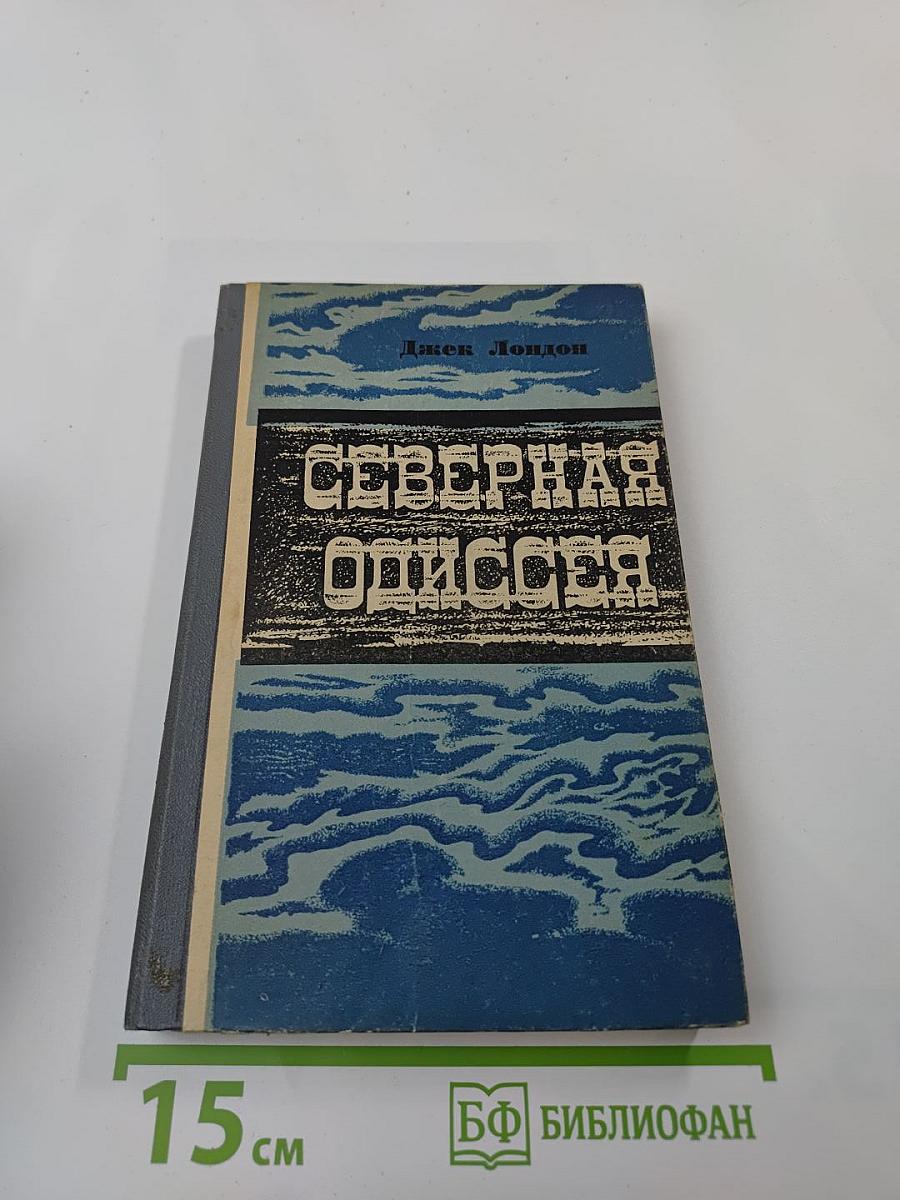 Джек Лондон
СЕВЕРНАЯ
ОДИССЕЯ
15 см
БФ БИБЛИОФАН